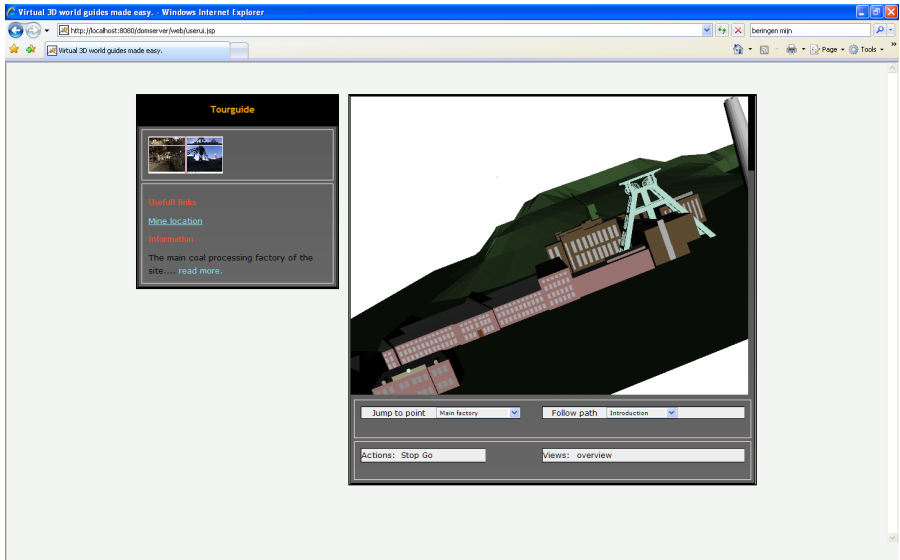 Virtual 3D world guides made easy. - Windows Internet Explorer
http://localhost:8080/domserver/web/userui.jsp
beringen mijn
Virtual 3D world guides made easy.
Page
Tools
Tourguide
Usefull links
Mine location
Information
The main coal processing factory of the
site.... read more.
Jump to point Main factory Follow path Introduction
Actions: Stop Go Views: overview